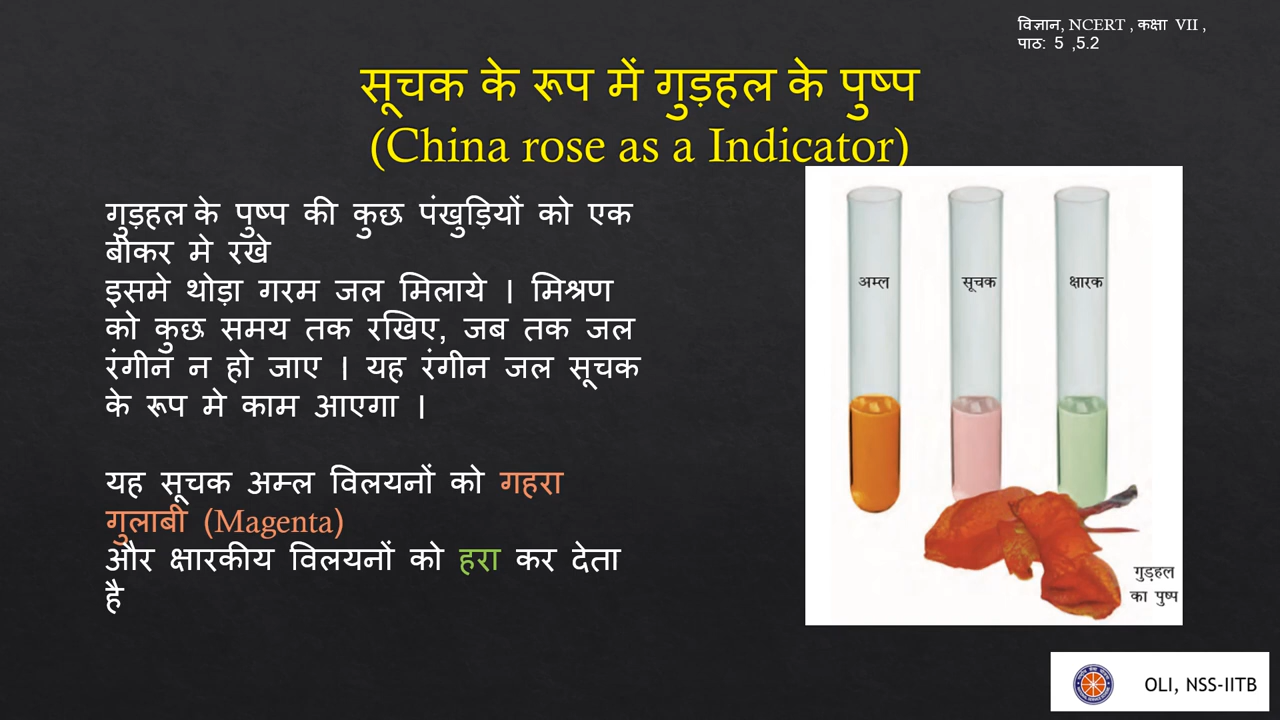 विज्ञान, NCERT , कक्षा VII ,
पाठ: 5 ,5.2
सूचक के रूप में गुड़हल के पुष्प
(China rose as a Indicator)
गुड़हल के पुष्प की कुछ पंखुड़ियों को एक
बीकर मे रखे
इसमे थोड़ा गरम जल मिलाये । मिश्रण
को कुछ समय तक रखिए, जब तक जल
रंगीन न हो जाए । यह रंगीन जल सूचक
के रूप मे काम आएगा ।
यह सूचक अम्ल विलयनों को गहरा
गुलाबी (Magenta)
और क्षारकीय विलयनों को हरा कर देता
है
अम्ल सूचक क्षारक
गुड़हल
का पुष्प
OLI, NSS-IITB